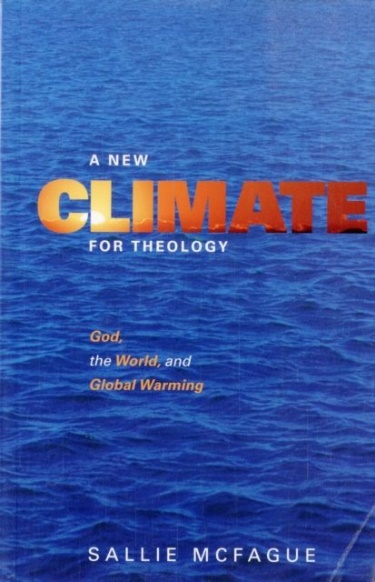 A NEW
CLIMATE
FOR THEOLOGY
God,
the World, and
Global Warming
SALLIE MCFAGUE